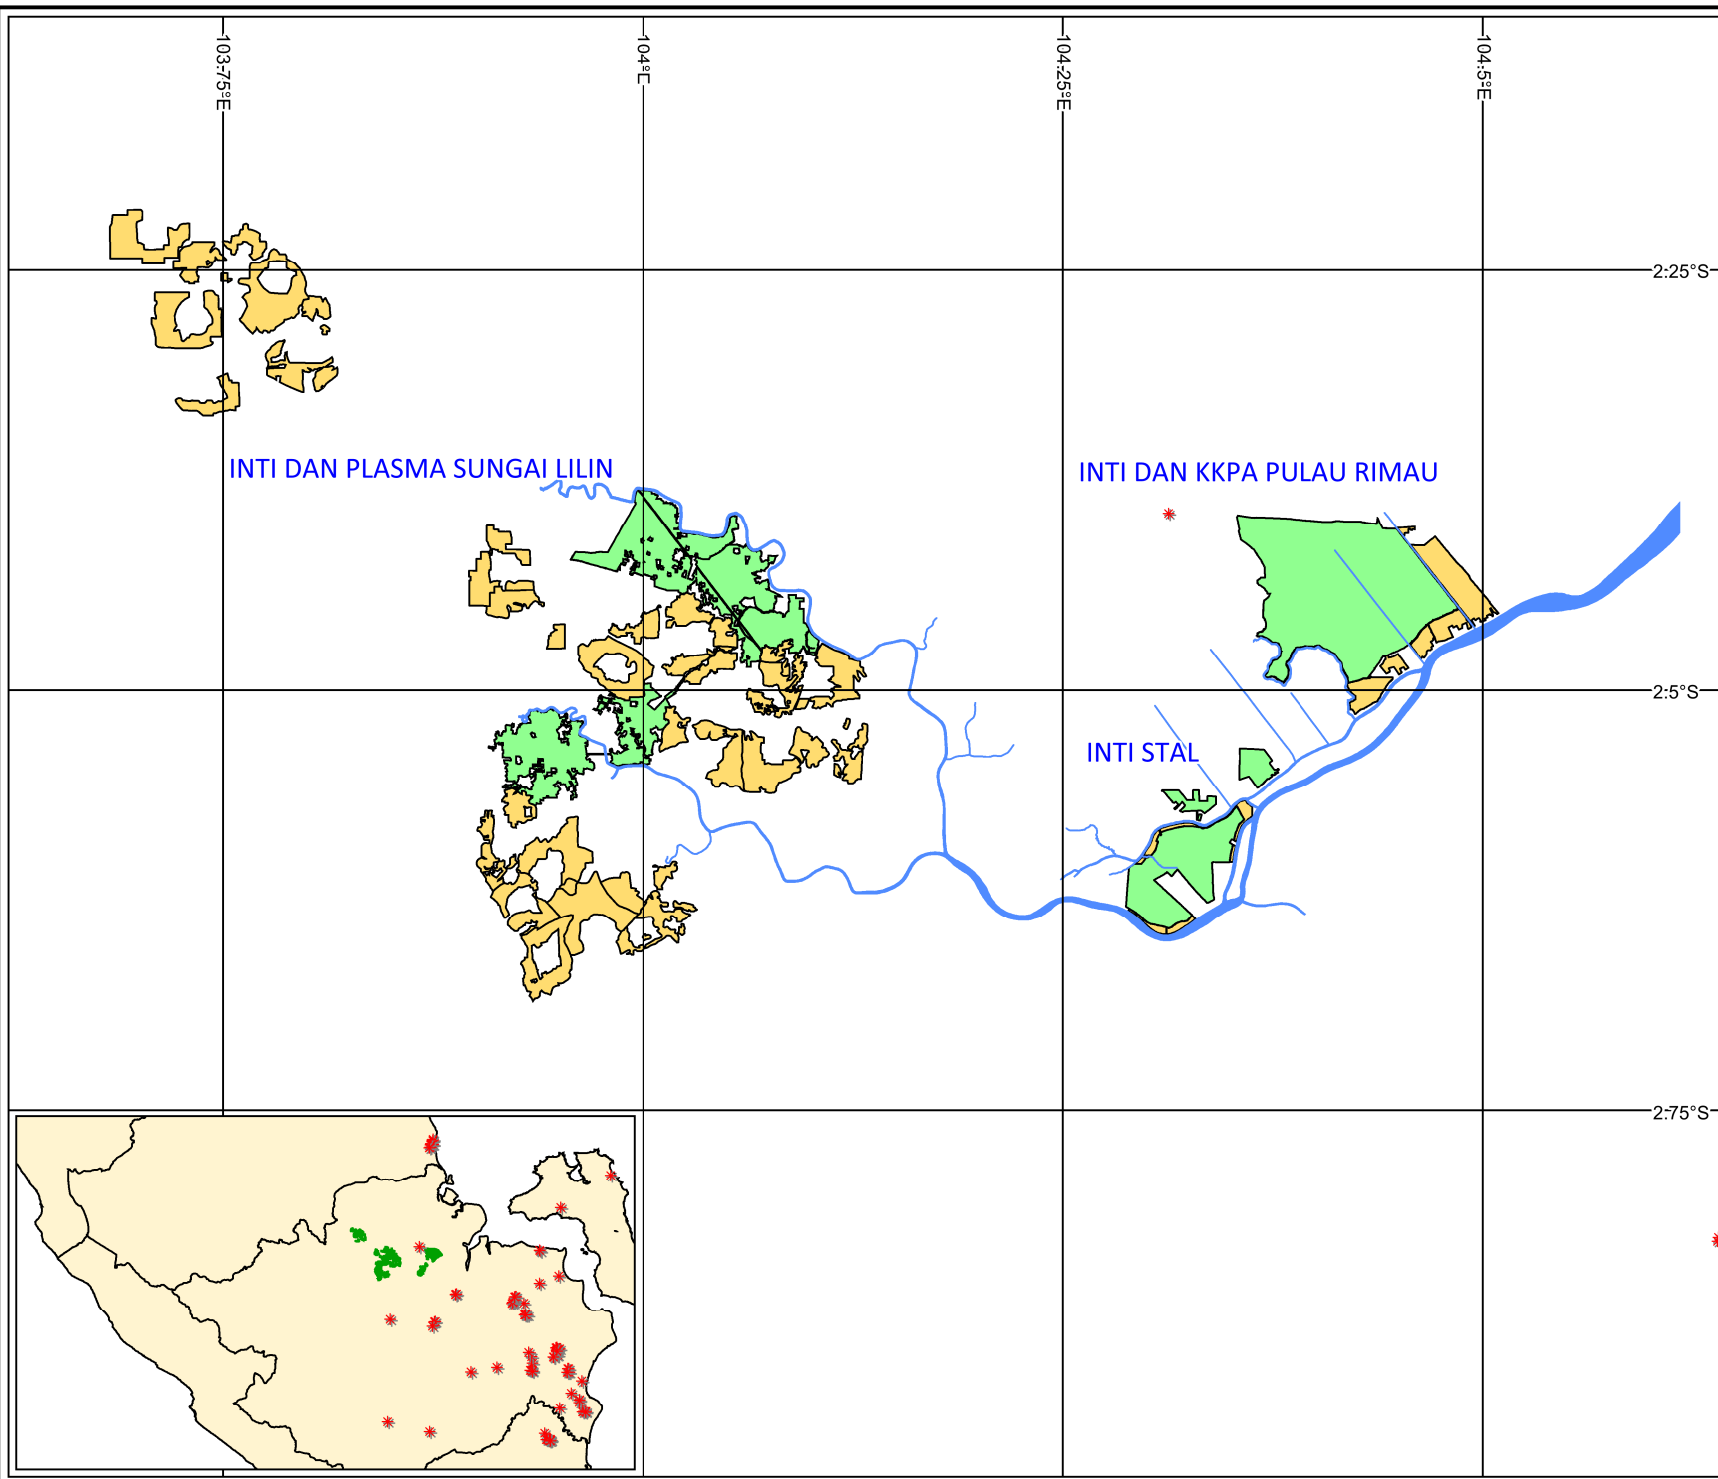 103.75°E
104°E
104.25°E
104.5°E
2.25°S
INTI DAN PLASMA SUNGAI LILIN
INTI DAN KKPA PULAU RIMAU
2.5°S
INTI STAL
2.75°S